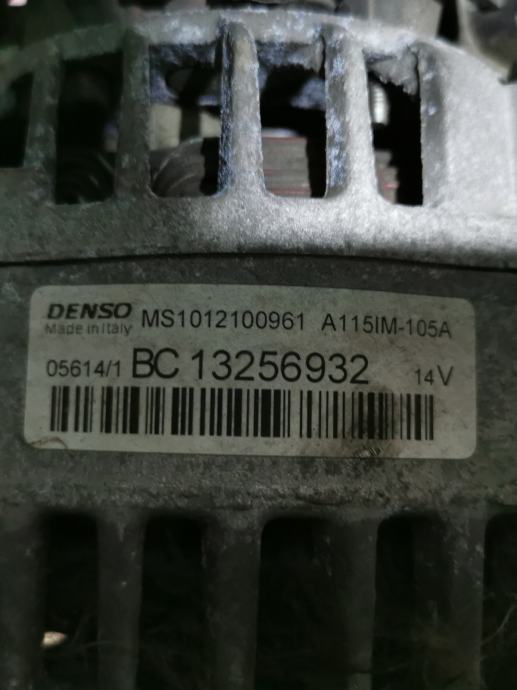 DENSO MS1012100961 A115IM-105A
Made in Italy
05614/1 BC 13256932 14V